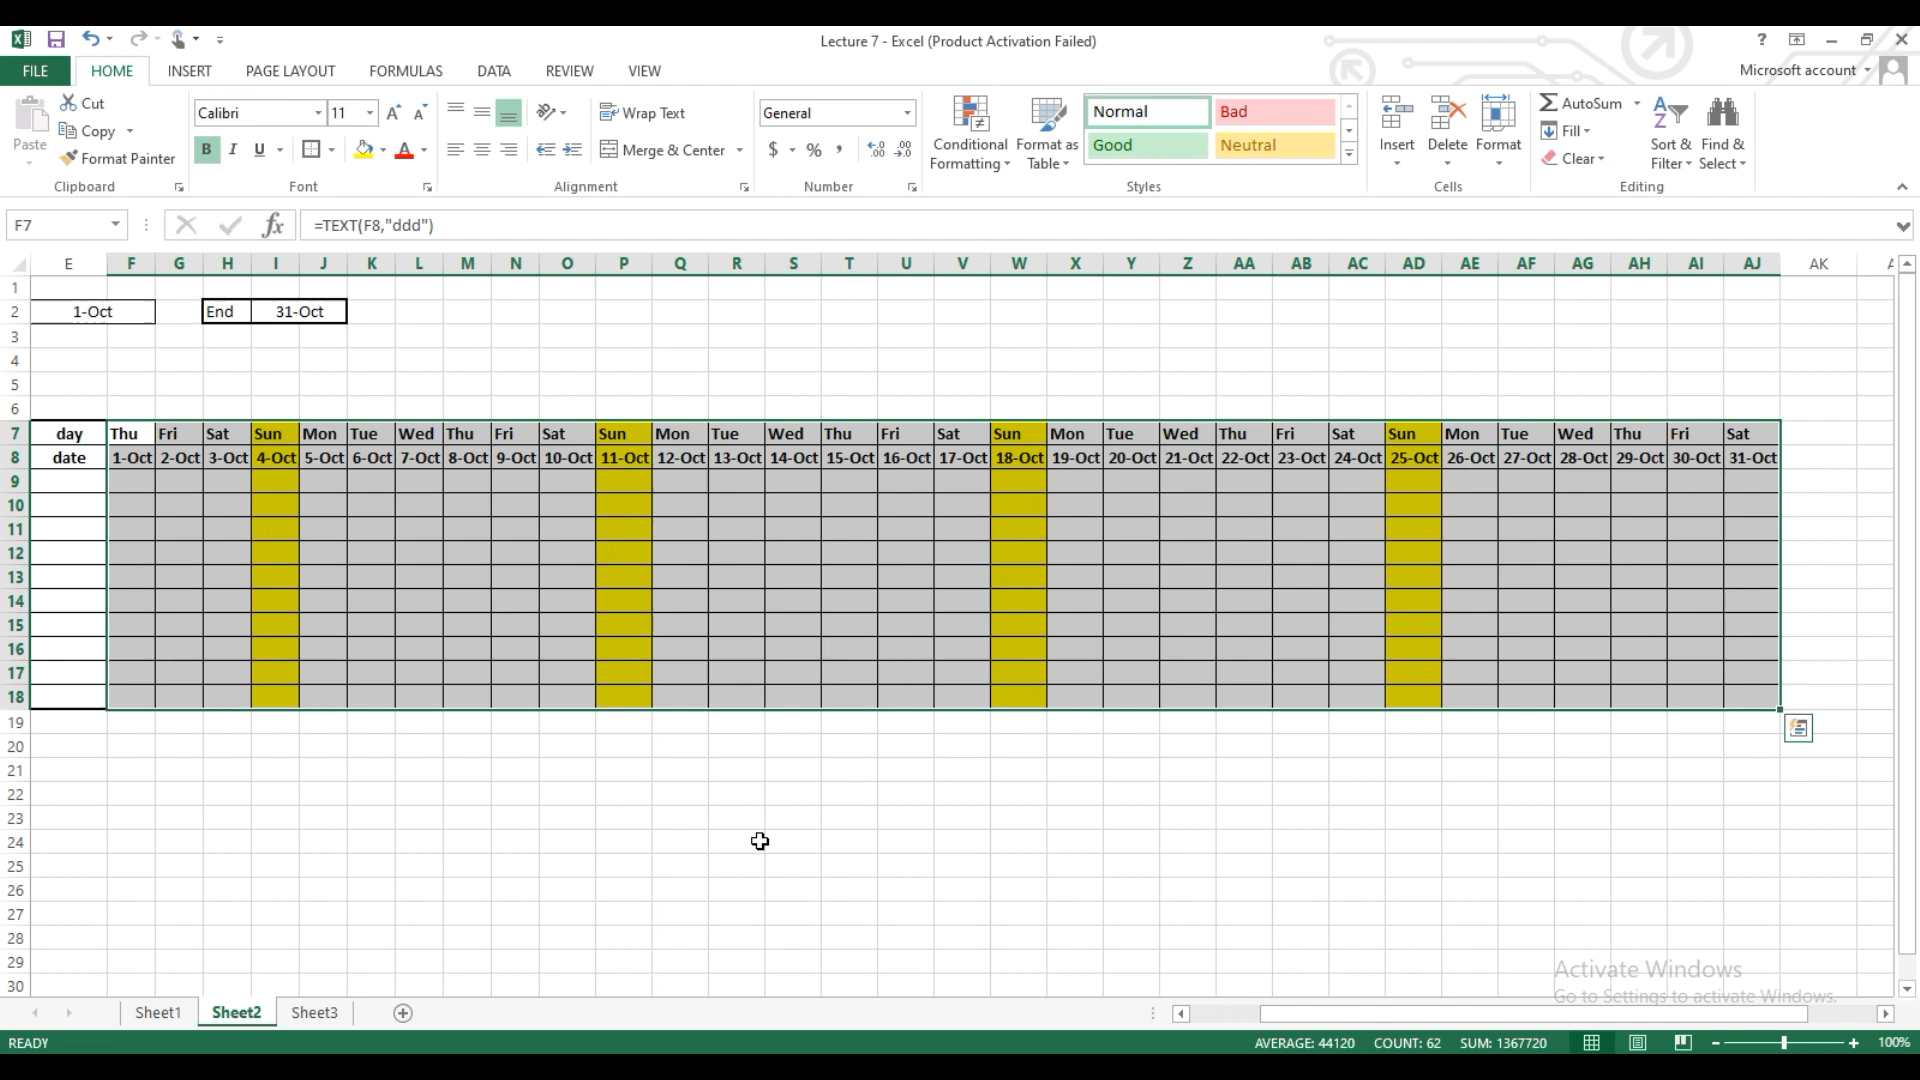 Lecture 7 - Excel (Product Activation Failed)
FILE HOME INSERT PAGE LAYOUT FORMULAS DATA REVIEW VIEW Microsoft account
Paste Cut Copy Format Painter
Calibri 11
B I U
Wrap Text
Merge & Center
General
$ %
Conditional Formatting
Format as Table
Normal Bad
Good Neutral
Insert Delete Format
AutoSum
Fill
Clear
Sort & Filter
Find & Select
Clipboard Font Alignment Number Styles Cells Editing
F7 fx =TEXT(F8,"ddd")
E F G H I J K L M N O P Q R S T U V W X Y Z AA AB AC AD AE AF AG AH AI AJ AK
1
2 1-Oct End 31-Oct
3
4
5
6
7 day Thu Fri Sat Sun Mon Tue Wed Thu Fri Sat Sun Mon Tue Wed Thu Fri Sat Sun Mon Tue Wed Thu Fri Sat Sun Mon Tue Wed Thu Fri Sat
8 date 1-Oct 2-Oct 3-Oct 4-Oct 5-Oct 6-Oct 7-Oct 8-Oct 9-Oct 10-Oct 11-Oct 12-Oct 13-Oct 14-Oct 15-Oct 16-Oct 17-Oct 18-Oct 19-Oct 20-Oct 21-Oct 22-Oct 23-Oct 24-Oct 25-Oct 26-Oct 27-Oct 28-Oct 29-Oct 30-Oct 31-Oct
9
10
11
12
13
14
15
16
17
18
19
20
21
22
23
24
25
26
27
28
29
30
Activate Windows
Go to Settings to activate Windows.
Sheet1 Sheet2 Sheet3
READY AVERAGE: 44120 COUNT: 62 SUM: 1367720 100%